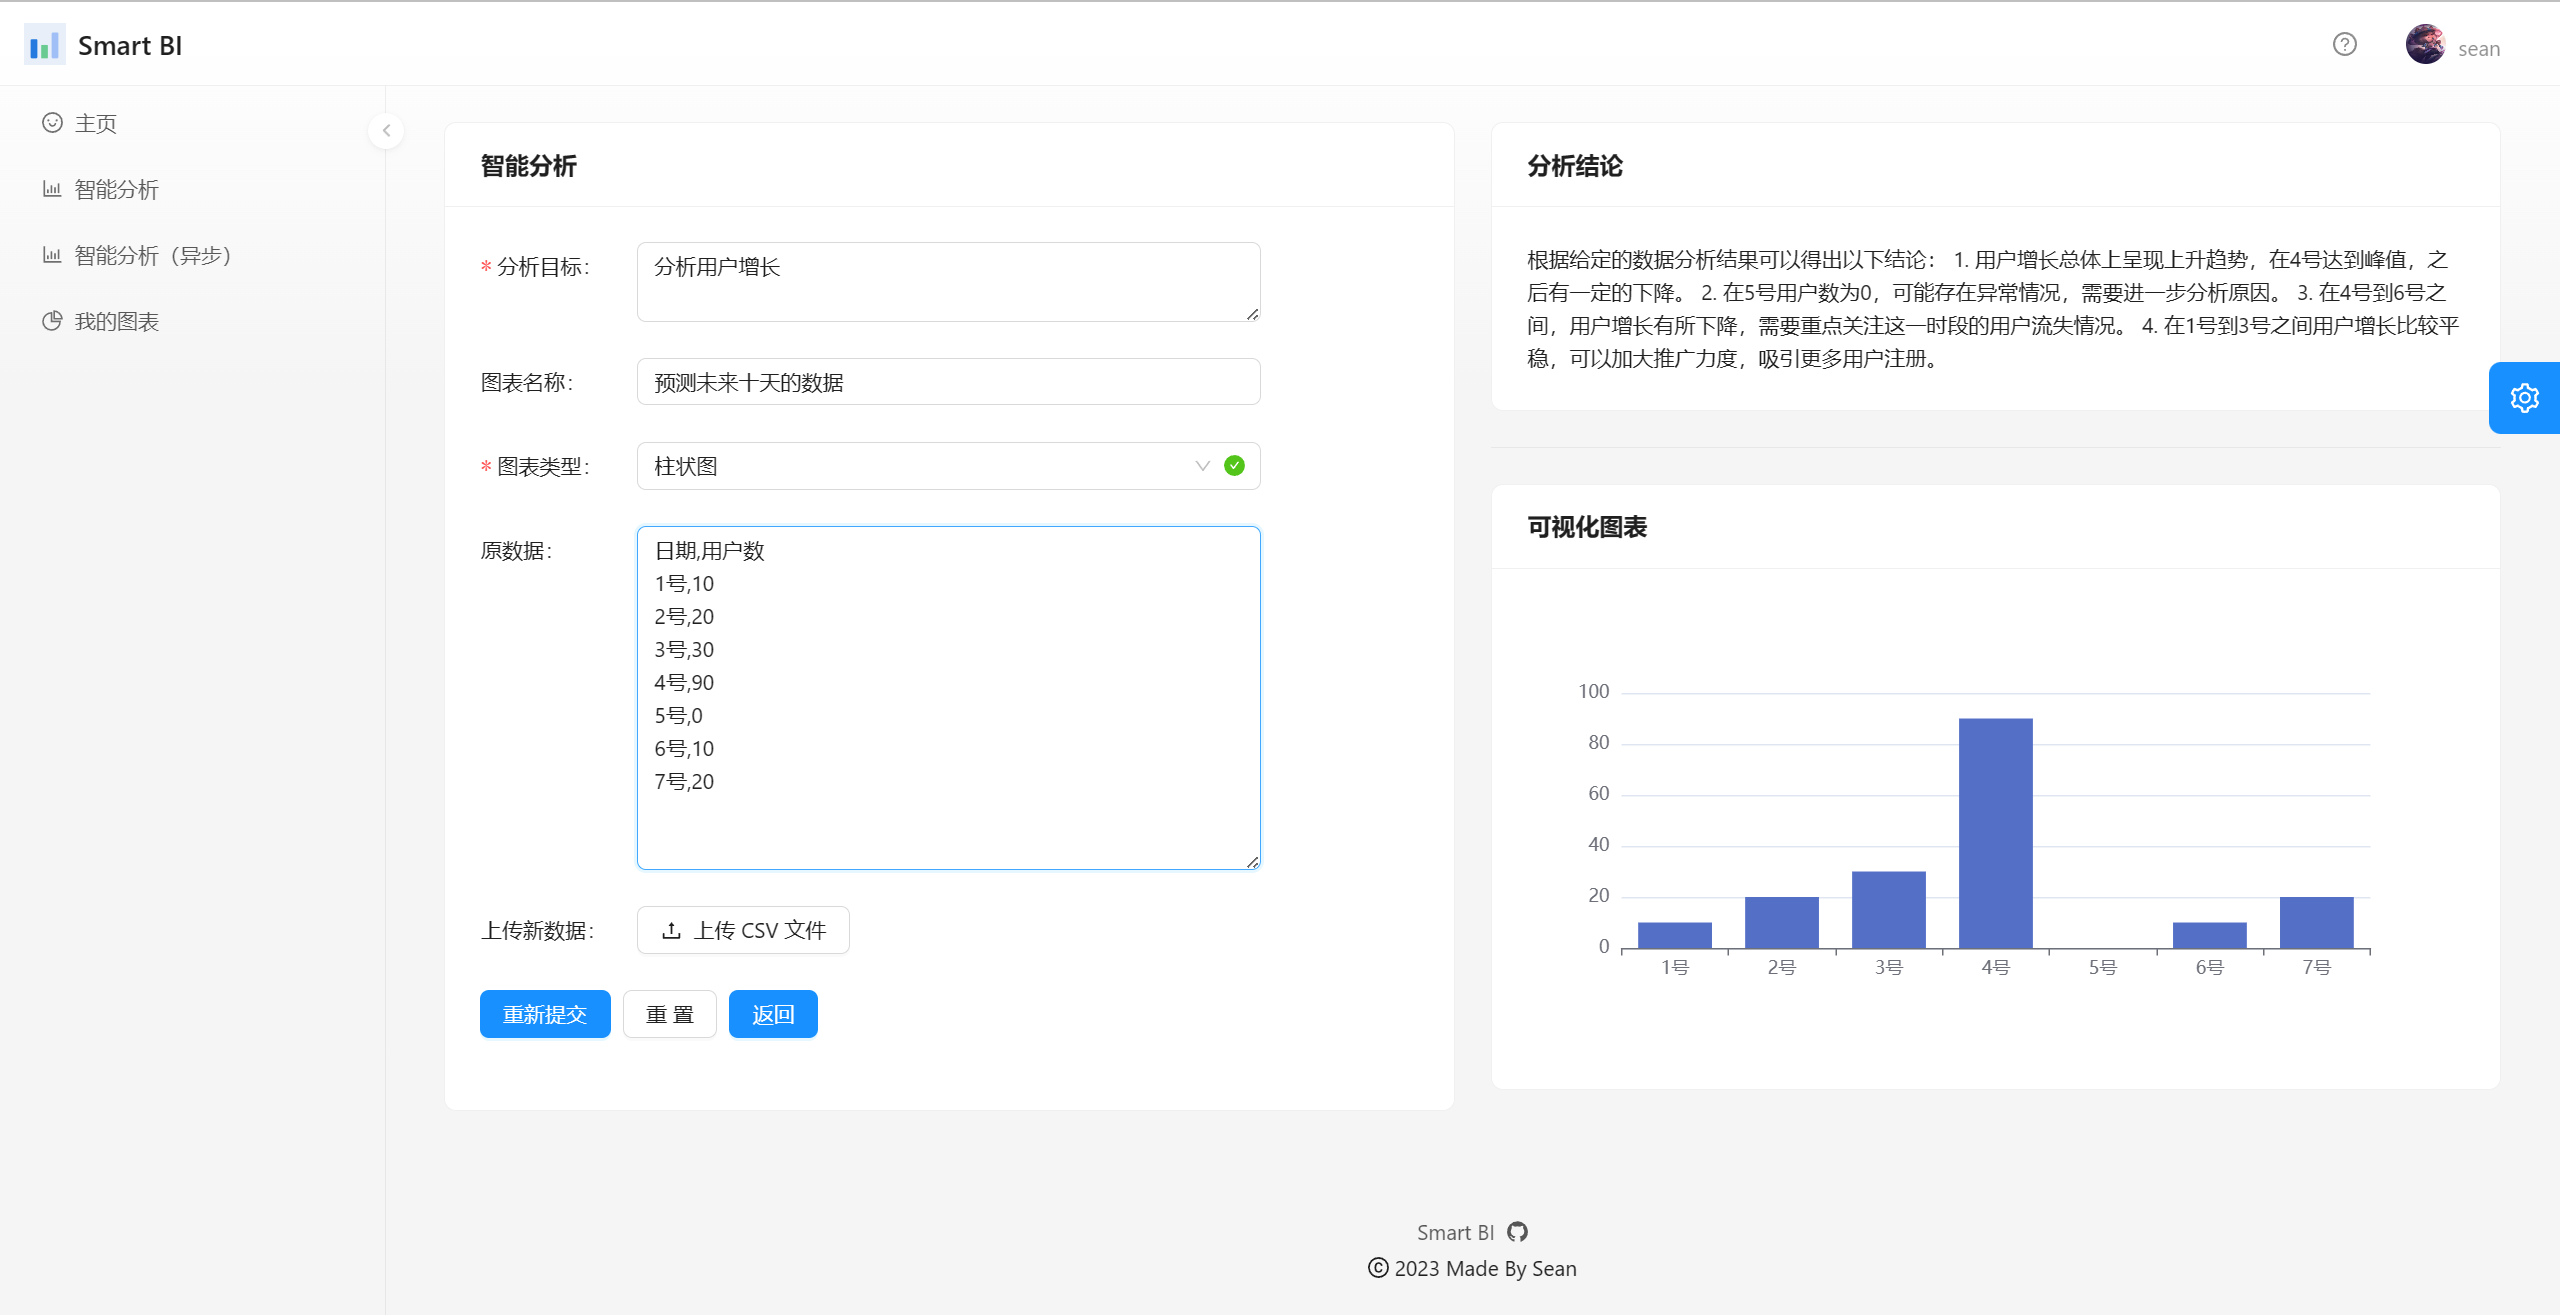 Smart BI
sean
主页
智能分析
智能分析（异步）
我的图表
智能分析
* 分析目标：
分析用户增长
图表名称：
预测未来十天的数据
* 图表类型：
柱状图
原数据：
日期,用户数
1号,10
2号,20
3号,30
4号,90
5号,0
6号,10
7号,20
上传新数据：
上传 CSV 文件
重新提交
重 置
返回
分析结论
根据给定的数据分析结果可以得出以下结论： 1. 用户增长总体上呈现上升趋势，在4号达到峰值，之
后有一定的下降。 2. 在5号用户数为0，可能存在异常情况，需要进一步分析原因。 3. 在4号到6号之
间，用户增长有所下降，需要重点关注这一时段的用户流失情况。 4. 在1号到3号之间用户增长比较平
稳，可以加大推广力度，吸引更多用户注册。
可视化图表
100
80
60
40
20
0
1号
2号
3号
4号
5号
6号
7号
Smart BI
© 2023 Made By Sean